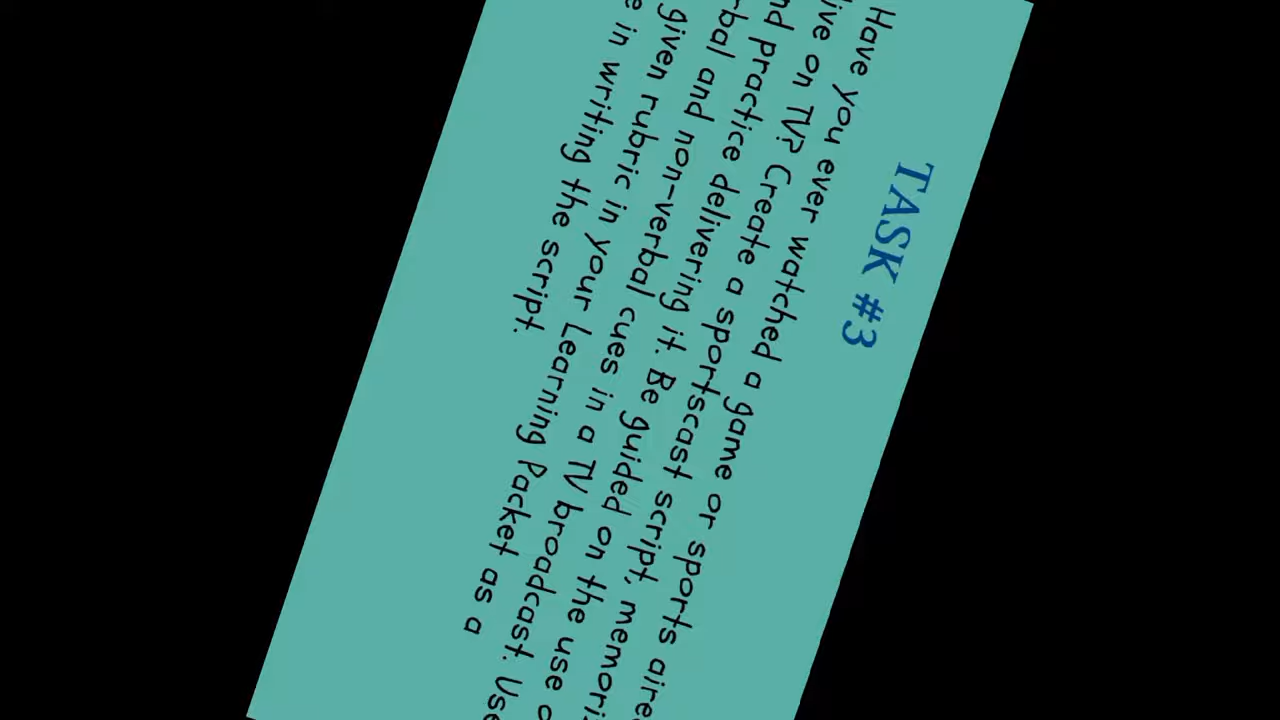 TASK #3
Have you ever watched a game or sports aire
ive on TV? Create a sportscast script, memori
nd practice delivering it. Be guided on the use o
rbal and non-verbal cues in a TV broadcast. Use
given rubric in your Learning Packet as a
e in writing the script.